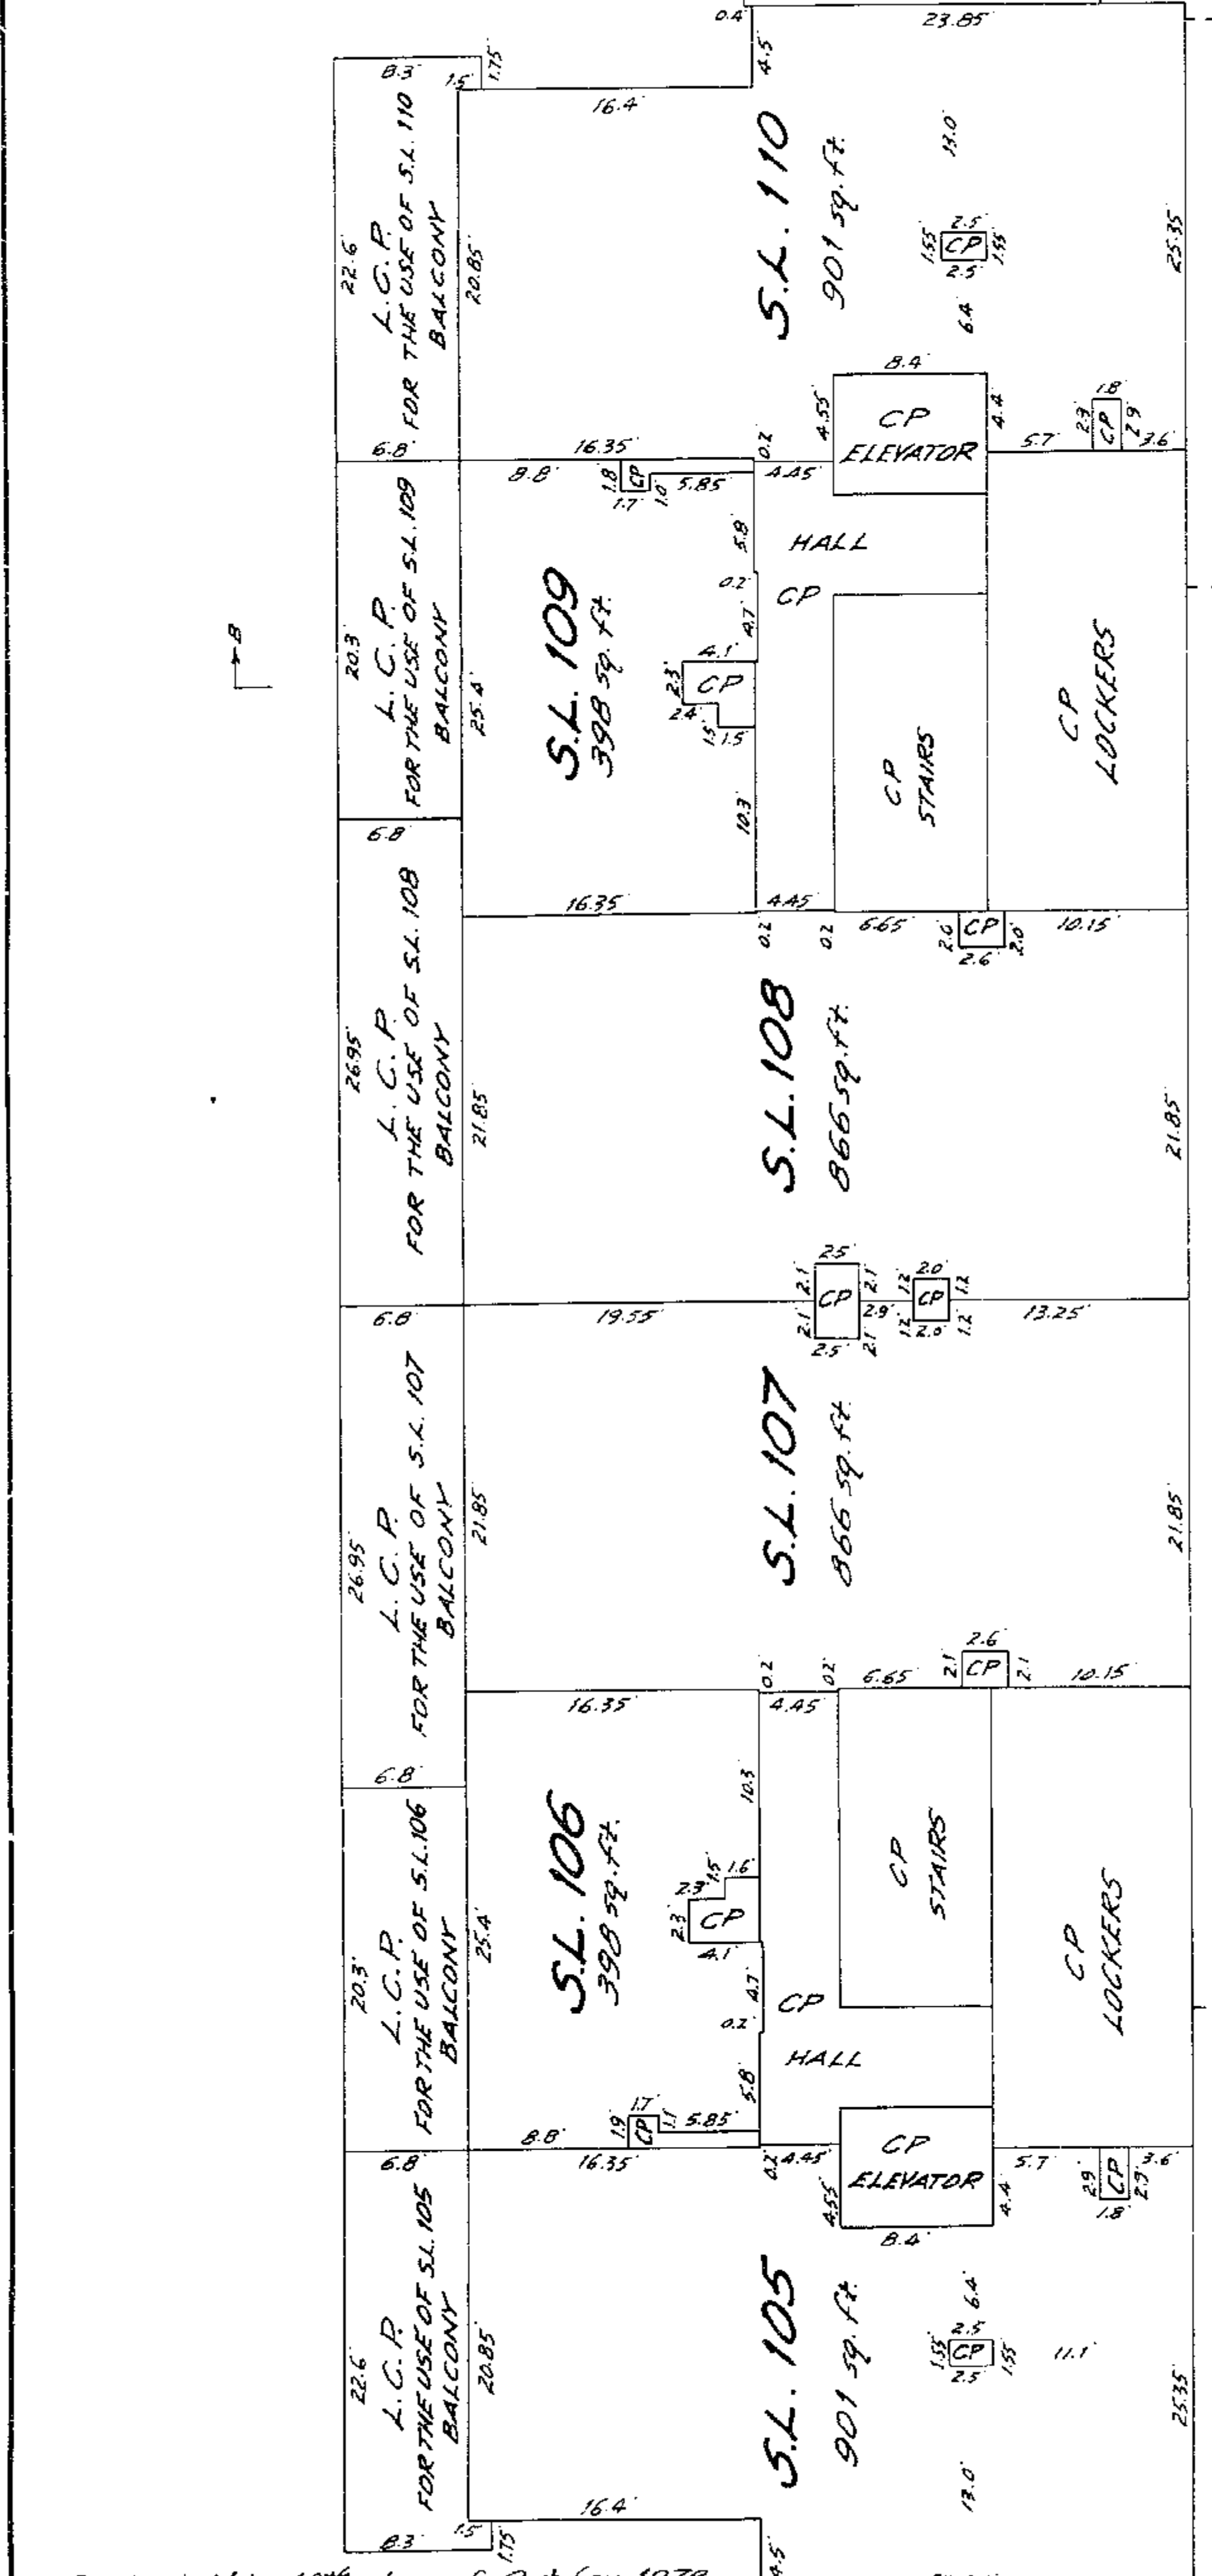 0.4'
23.85'
4.5'
8.3'
1.5'
1.75'
16.4'
22.6'
L.C.P.
FOR THE USE OF S.L. 110
BALCONY
20.85'
S.L. 110
901 sq. ft.
13.0'
2.5'
1.55'
CP
1.55'
2.5'
6.4'
25.35'
8.4'
4.55'
CP
ELEVATOR
4.4'
1.8'
2.9'
CP
2.9'
5.7'
3.6'
6.8'
16.35'
0.2'
4.45'
8.8'
1.8'
CP
1.7'
1.0'
5.85'
20.3'
L.C.P.
FOR THE USE OF S.L. 109
BALCONY
25.4'
S.L. 109
398 sq. ft.
5.8'
0.2'
4.7'
4.1'
2.3'
CP
2.4'
1.5'
1.5'
10.3'
HALL
CP
CP
STAIRS
CP
LOCKERS
B
6.8'
16.35'
4.45'
0.2'
0.2'
6.65'
2.0'
CP
2.0'
2.6'
10.15'
26.95'
L.C.P.
FOR THE USE OF S.L. 108
BALCONY
21.85'
S.L. 108
866 sq. ft.
21.85'
6.8'
19.55'
2.5'
2.1'
CP
2.1'
2.1'
2.5'
2.1'
2.9'
2.0'
1.2'
CP
1.2'
1.2'
2.0'
1.2'
13.25'
26.95'
L.C.P.
FOR THE USE OF S.L. 107
BALCONY
21.85'
S.L. 107
866 sq. ft.
21.85'
0.2'
0.2'
6.65'
2.6'
2.1'
CP
2.1'
10.15'
6.8'
16.35'
4.45'
20.3'
L.C.P.
FOR THE USE OF S.L. 106
BALCONY
25.4'
S.L. 106
398 sq. ft.
10.3'
1.6'
1.5'
2.3'
2.3'
CP
4.1'
4.7'
0.2'
5.8'
CP
HALL
CP
STAIRS
CP
LOCKERS
8.8'
1.7'
1.9'
CP
1.1'
5.85'
6.8'
16.35'
0.2'
4.45'
CP
ELEVATOR
4.55'
4.4'
8.4'
5.7'
2.9'
CP
2.9'
1.8'
3.6'
22.6'
L.C.P.
FOR THE USE OF S.L. 105
BALCONY
20.85'
S.L. 105
901 sq. ft.
6.4'
2.5'
1.55'
CP
1.55'
2.5'
11.1'
13.0'
25.35'
16.4'
8.3'
1.5'
1.75'
4.5'